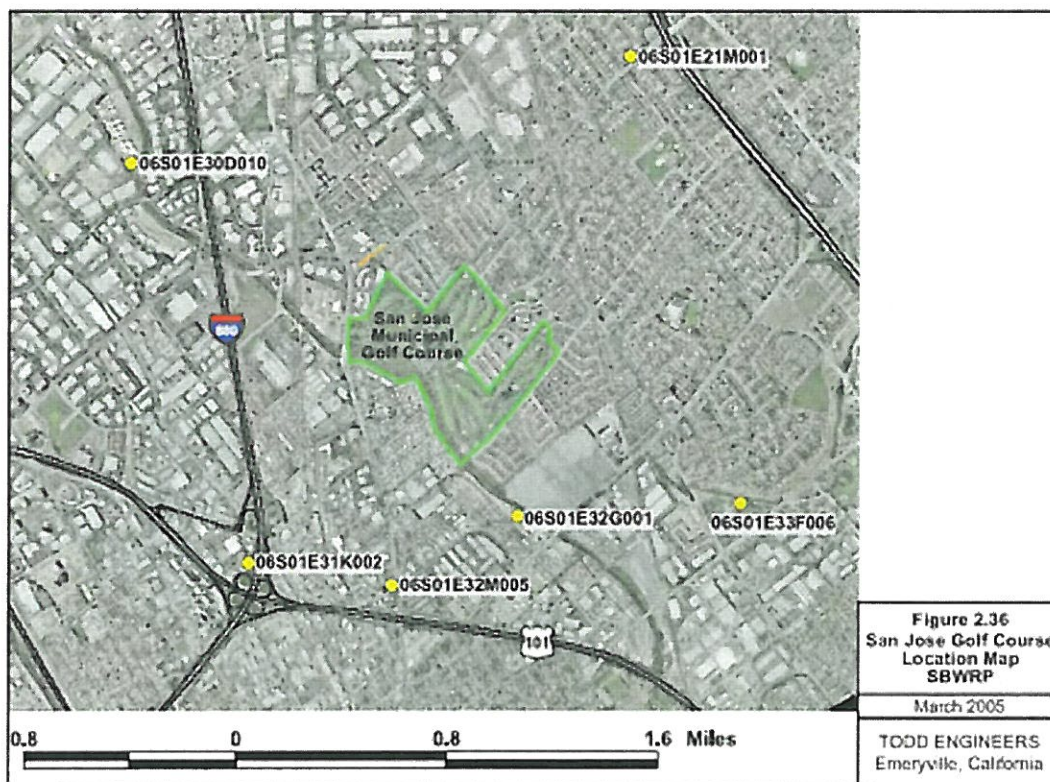 06S01E21M001
06S01E30D010
880
San Jose
Municipal
Golf Course
06S01E32G001
06S01E33F006
06S01E31K002
06S01E32M005
101
Figure 2.36
San Jose Golf Course
Location Map
SBWRP
March 2005
TODD ENGINEERS
Emeryville, California
0.8 0 0.8 1.6 Miles